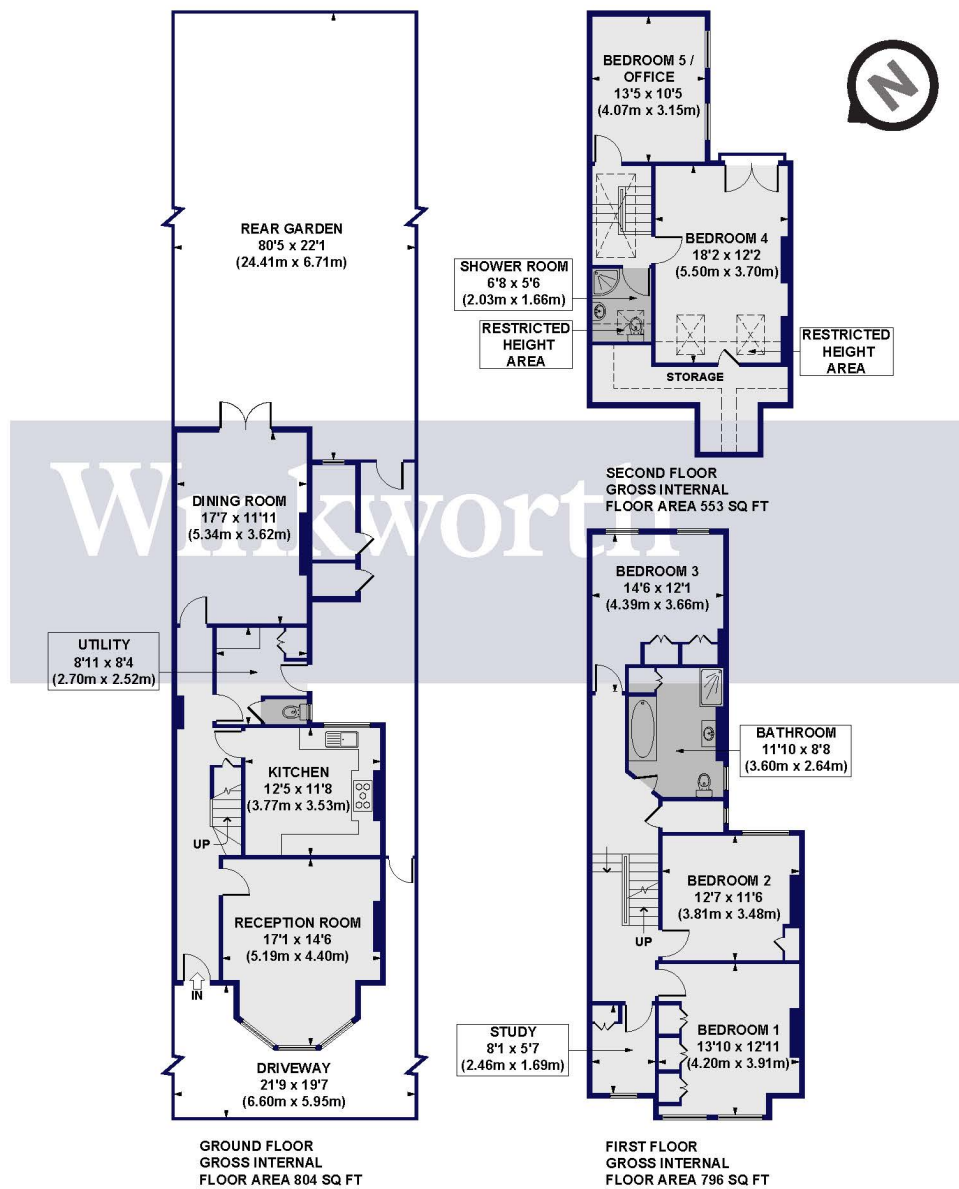 REAR GARDEN
80'5 x 22'1
(24.41m x 6.71m)
DINING ROOM
17'7 x 11'11
(5.34m x 3.62m)
UTILITY
8'11 x 8'4
(2.70m x 2.52m)
KITCHEN
12'5 x 11'8
(3.77m x 3.53m)
UP
RECEPTION ROOM
17'1 x 14'6
(5.19m x 4.40m)
IN
DRIVEWAY
21'9 x 19'7
(6.60m x 5.95m)
GROUND FLOOR
GROSS INTERNAL
FLOOR AREA 804 SQ FT
N
BEDROOM 5 /
OFFICE
13'5 x 10'5
(4.07m x 3.15m)
BEDROOM 4
18'2 x 12'2
(5.50m x 3.70m)
SHOWER ROOM
6'8 x 5'6
(2.03m x 1.66m)
RESTRICTED
HEIGHT
AREA
RESTRICTED
HEIGHT
AREA
STORAGE
SECOND FLOOR
GROSS INTERNAL
FLOOR AREA 553 SQ FT
Winkworth
BEDROOM 3
14'6 x 12'1
(4.39m x 3.66m)
BATHROOM
11'10 x 8'8
(3.60m x 2.64m)
BEDROOM 2
12'7 x 11'6
(3.81m x 3.48m)
UP
STUDY
8'1 x 5'7
(2.46m x 1.69m)
BEDROOM 1
13'10 x 12'11
(4.20m x 3.91m)
FIRST FLOOR
GROSS INTERNAL
FLOOR AREA 796 SQ FT